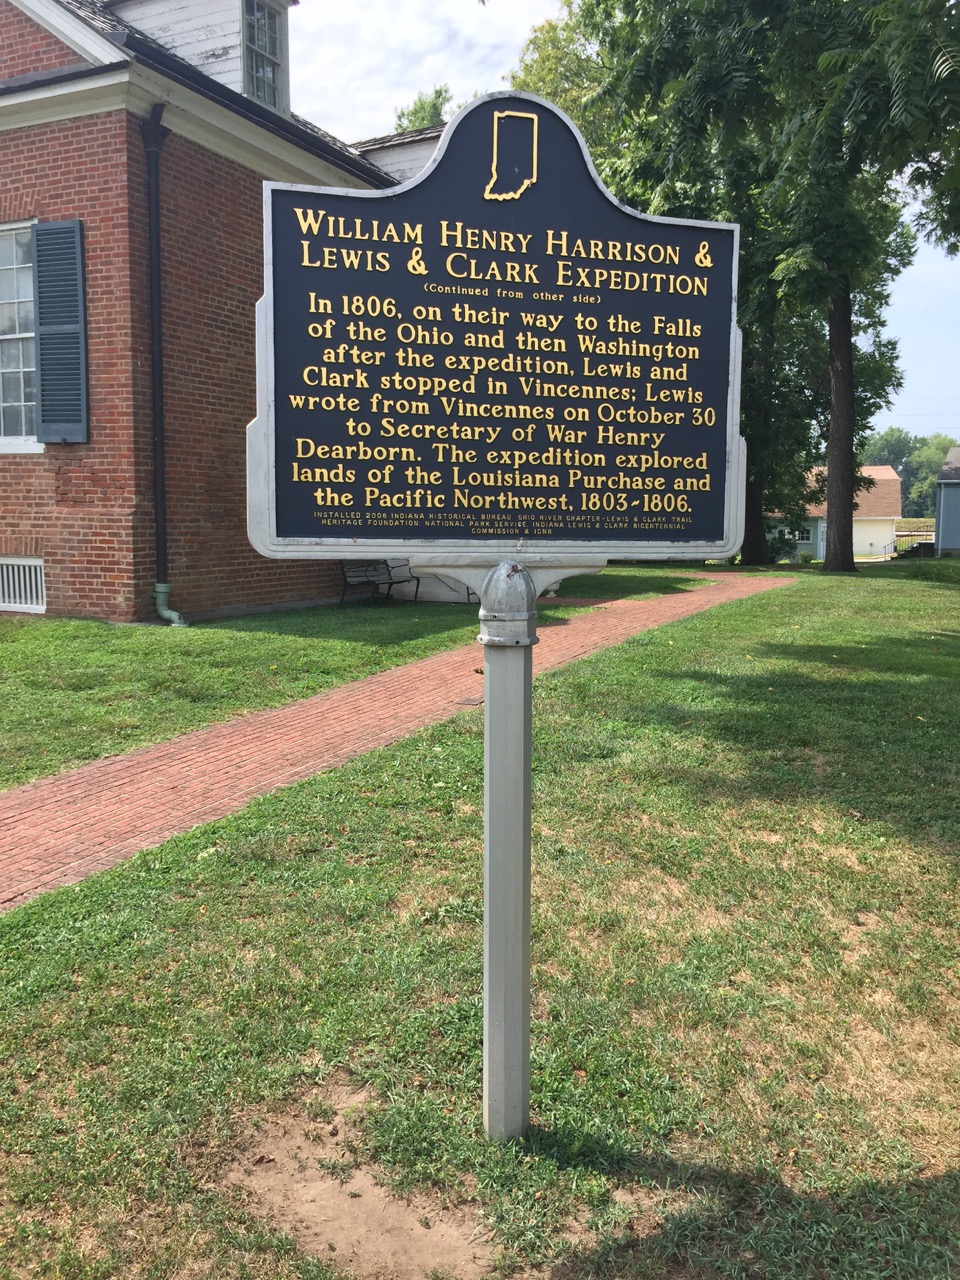 WILLIAM HENRY HARRISON &
LEWIS & CLARK EXPEDITION
(Continued from other side)
In 1806, on their way to the Falls
of the Ohio and then Washington
after the expedition, Lewis and
Clark stopped in Vincennes; Lewis
wrote from Vincennes on October 30
to Secretary of War Henry
Dearborn. The expedition explored
lands of the Louisiana Purchase and
the Pacific Northwest, 1803-1806.
INSTALLED 2006 INDIANA HISTORICAL BUREAU, OHIO RIVER CHAPTER-LEWIS & CLARK TRAIL
HERITAGE FOUNDATION, NATIONAL PARK SERVICE, INDIANA LEWIS & CLARK BICENTENNIAL
COMMISSION & IDNR